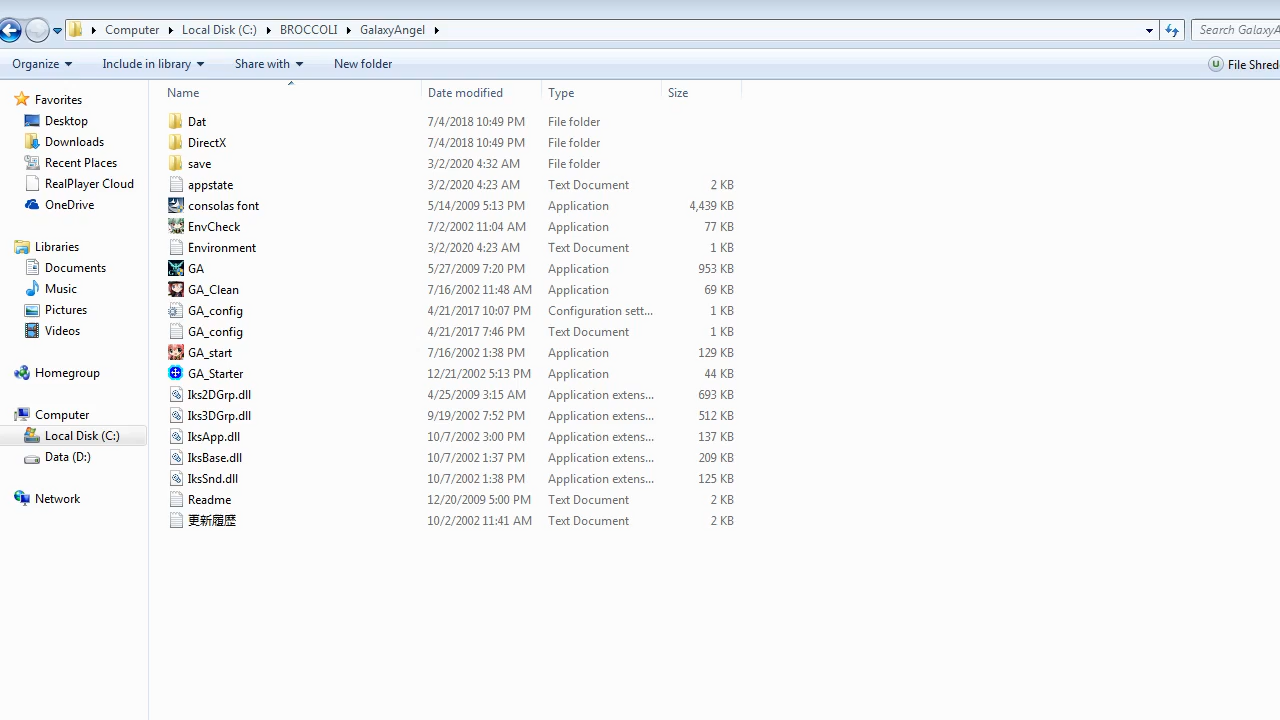 Computer Local Disk (C:) BROCCOLI GalaxyAngel Search GalaxyA
Organize Include in library Share with New folder File Shred
Favorites
Desktop
Downloads
Recent Places
RealPlayer Cloud
OneDrive
Libraries
Documents
Music
Pictures
Videos
Homegroup
Computer
Local Disk (C:)
Data (D:)
Network
Name Date modified Type Size
Dat 7/4/2018 10:49 PM File folder
DirectX 7/4/2018 10:49 PM File folder
save 3/2/2020 4:32 AM File folder
appstate 3/2/2020 4:23 AM Text Document 2 KB
consolas font 5/14/2009 5:13 PM Application 4,439 KB
EnvCheck 7/2/2002 11:04 AM Application 77 KB
Environment 3/2/2020 4:23 AM Text Document 1 KB
GA 5/27/2009 7:20 PM Application 953 KB
GA_Clean 7/16/2002 11:48 AM Application 69 KB
GA_config 4/21/2017 10:07 PM Configuration sett... 1 KB
GA_config 4/21/2017 7:46 PM Text Document 1 KB
GA_start 7/16/2002 1:38 PM Application 129 KB
GA_Starter 12/21/2002 5:13 PM Application 44 KB
Iks2DGrp.dll 4/25/2009 3:15 AM Application extens... 693 KB
Iks3DGrp.dll 9/19/2002 7:52 PM Application extens... 512 KB
IksApp.dll 10/7/2002 3:00 PM Application extens... 137 KB
IksBase.dll 10/7/2002 1:37 PM Application extens... 209 KB
IksSnd.dll 10/7/2002 1:38 PM Application extens... 125 KB
Readme 12/20/2009 5:00 PM Text Document 2 KB
更新履歴 10/2/2002 11:41 AM Text Document 2 KB